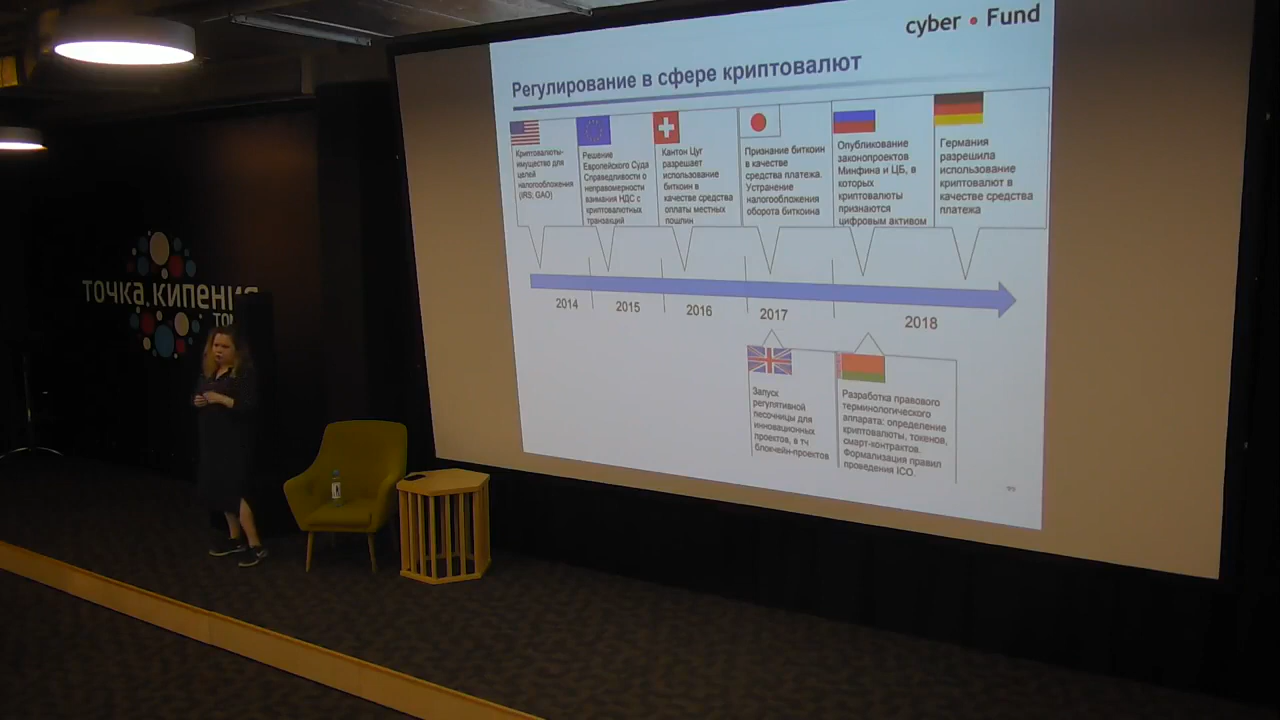 cyber • Fund
Регулирование в сфере криптовалют
Криптовалюты-
имущество для
целей
налогообложения
(IRS; GAO)
Решение
Европейского Суда
Справедливости о
неправомерности
взимания НДС с
криптовалютных
транзакций
Кантон Цуг
разрешает
использование
биткоин в
качестве средства
оплаты местных
пошлин
Признание биткоин
в качестве
средства платежа.
Устранение
налогообложения
оборота биткоина
Опубликование
законопроектов
Минфина и ЦБ, в
которых
криптовалюты
признаются
цифровым активом
Германия
разрешила
использование
криптовалют в
качестве средства
платежа
2014
2015
2016
2017
2018
Запуск
регулятивной
песочницы для
инновационных
проектов, в тч
блокчейн-проектов
Разработка правового
терминологического
аппарата: определение
криптовалюты, токенов,
смарт-контрактов.
Формализация правил
проведения ICO.
точка кипения